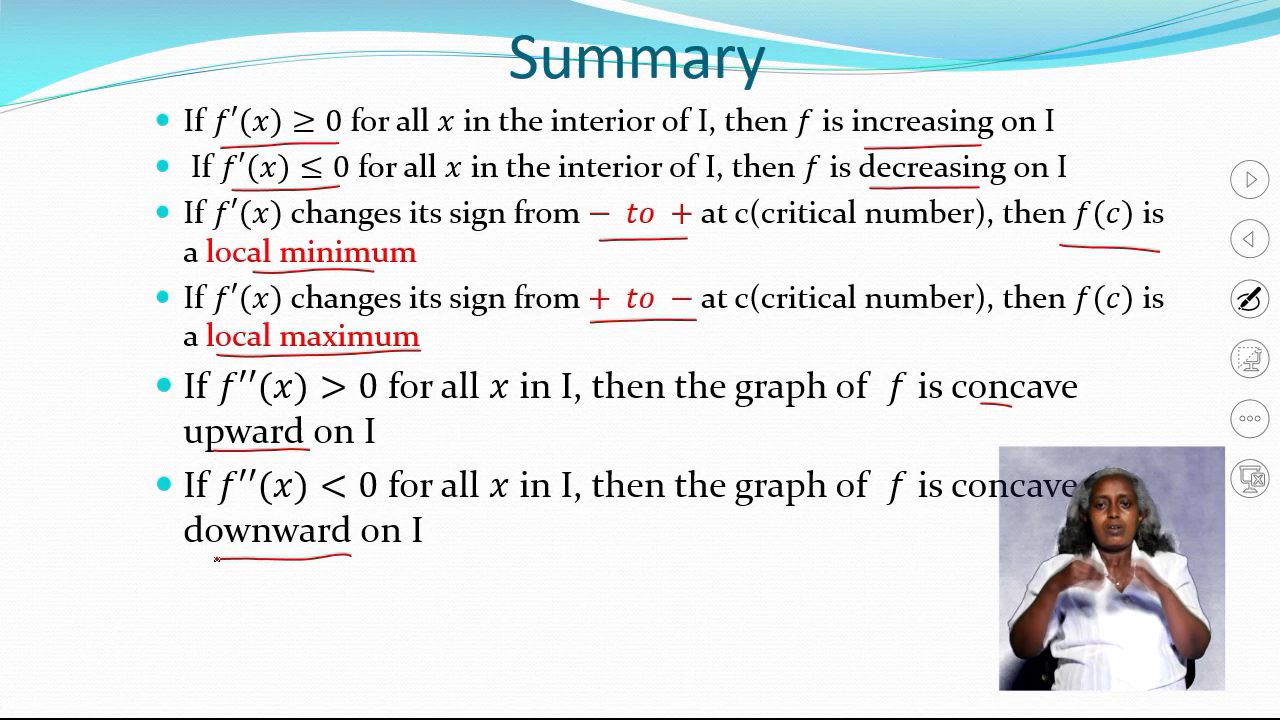 Summary
• If f′(x) ≥ 0 for all x in the interior of I, then f is increasing on I
• If f′(x) ≤ 0 for all x in the interior of I, then f is decreasing on I
• If f′(x) changes its sign from − to + at c(critical number), then f(c) is
a local minimum
• If f′(x) changes its sign from + to − at c(critical number), then f(c) is
a local maximum
• If f′′(x) > 0 for all x in I, then the graph of f is concave
upward on I
• If f′′(x) < 0 for all x in I, then the graph of f is concave
downward on I